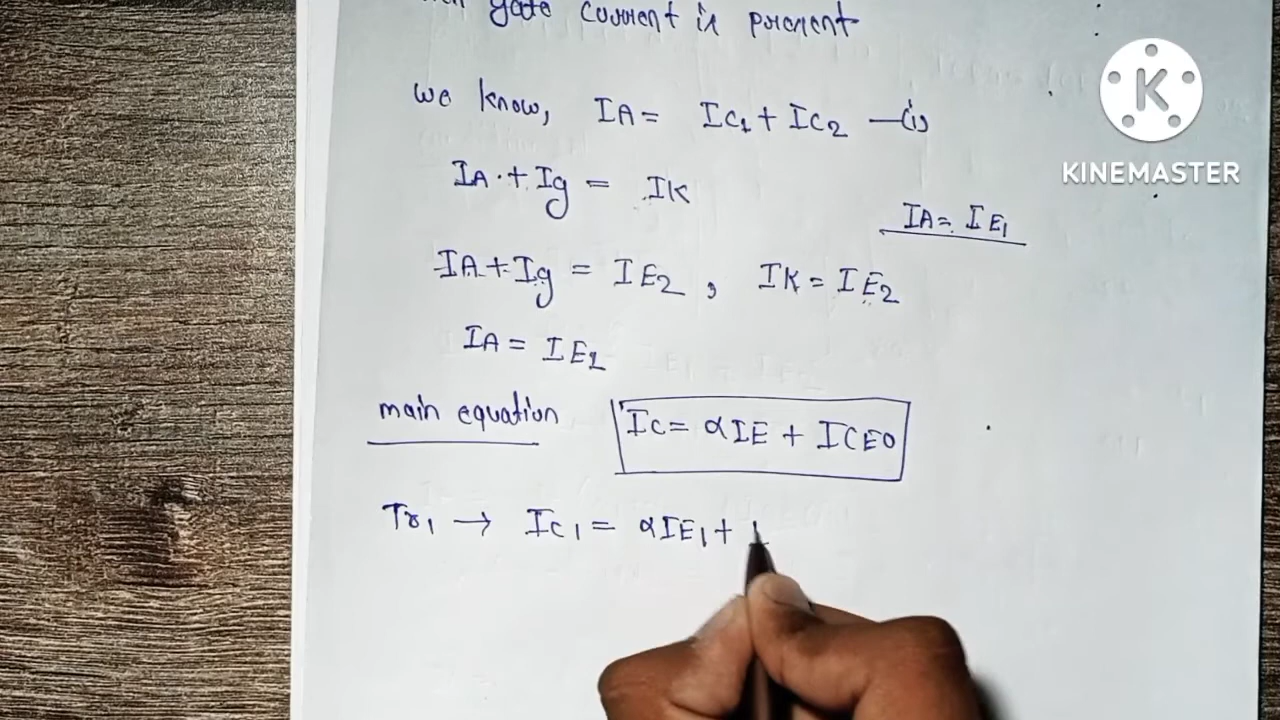 gate current is present
we know, IA = IC1 + IC2 —(i)
IA + Ig = IK
IA = IE1
IA + Ig = IE2 , IK = IE2
IA = IE2
main equation IC = αIE + ICEO
Tr1 → IC1 = αIE1 +
K
KINEMASTER